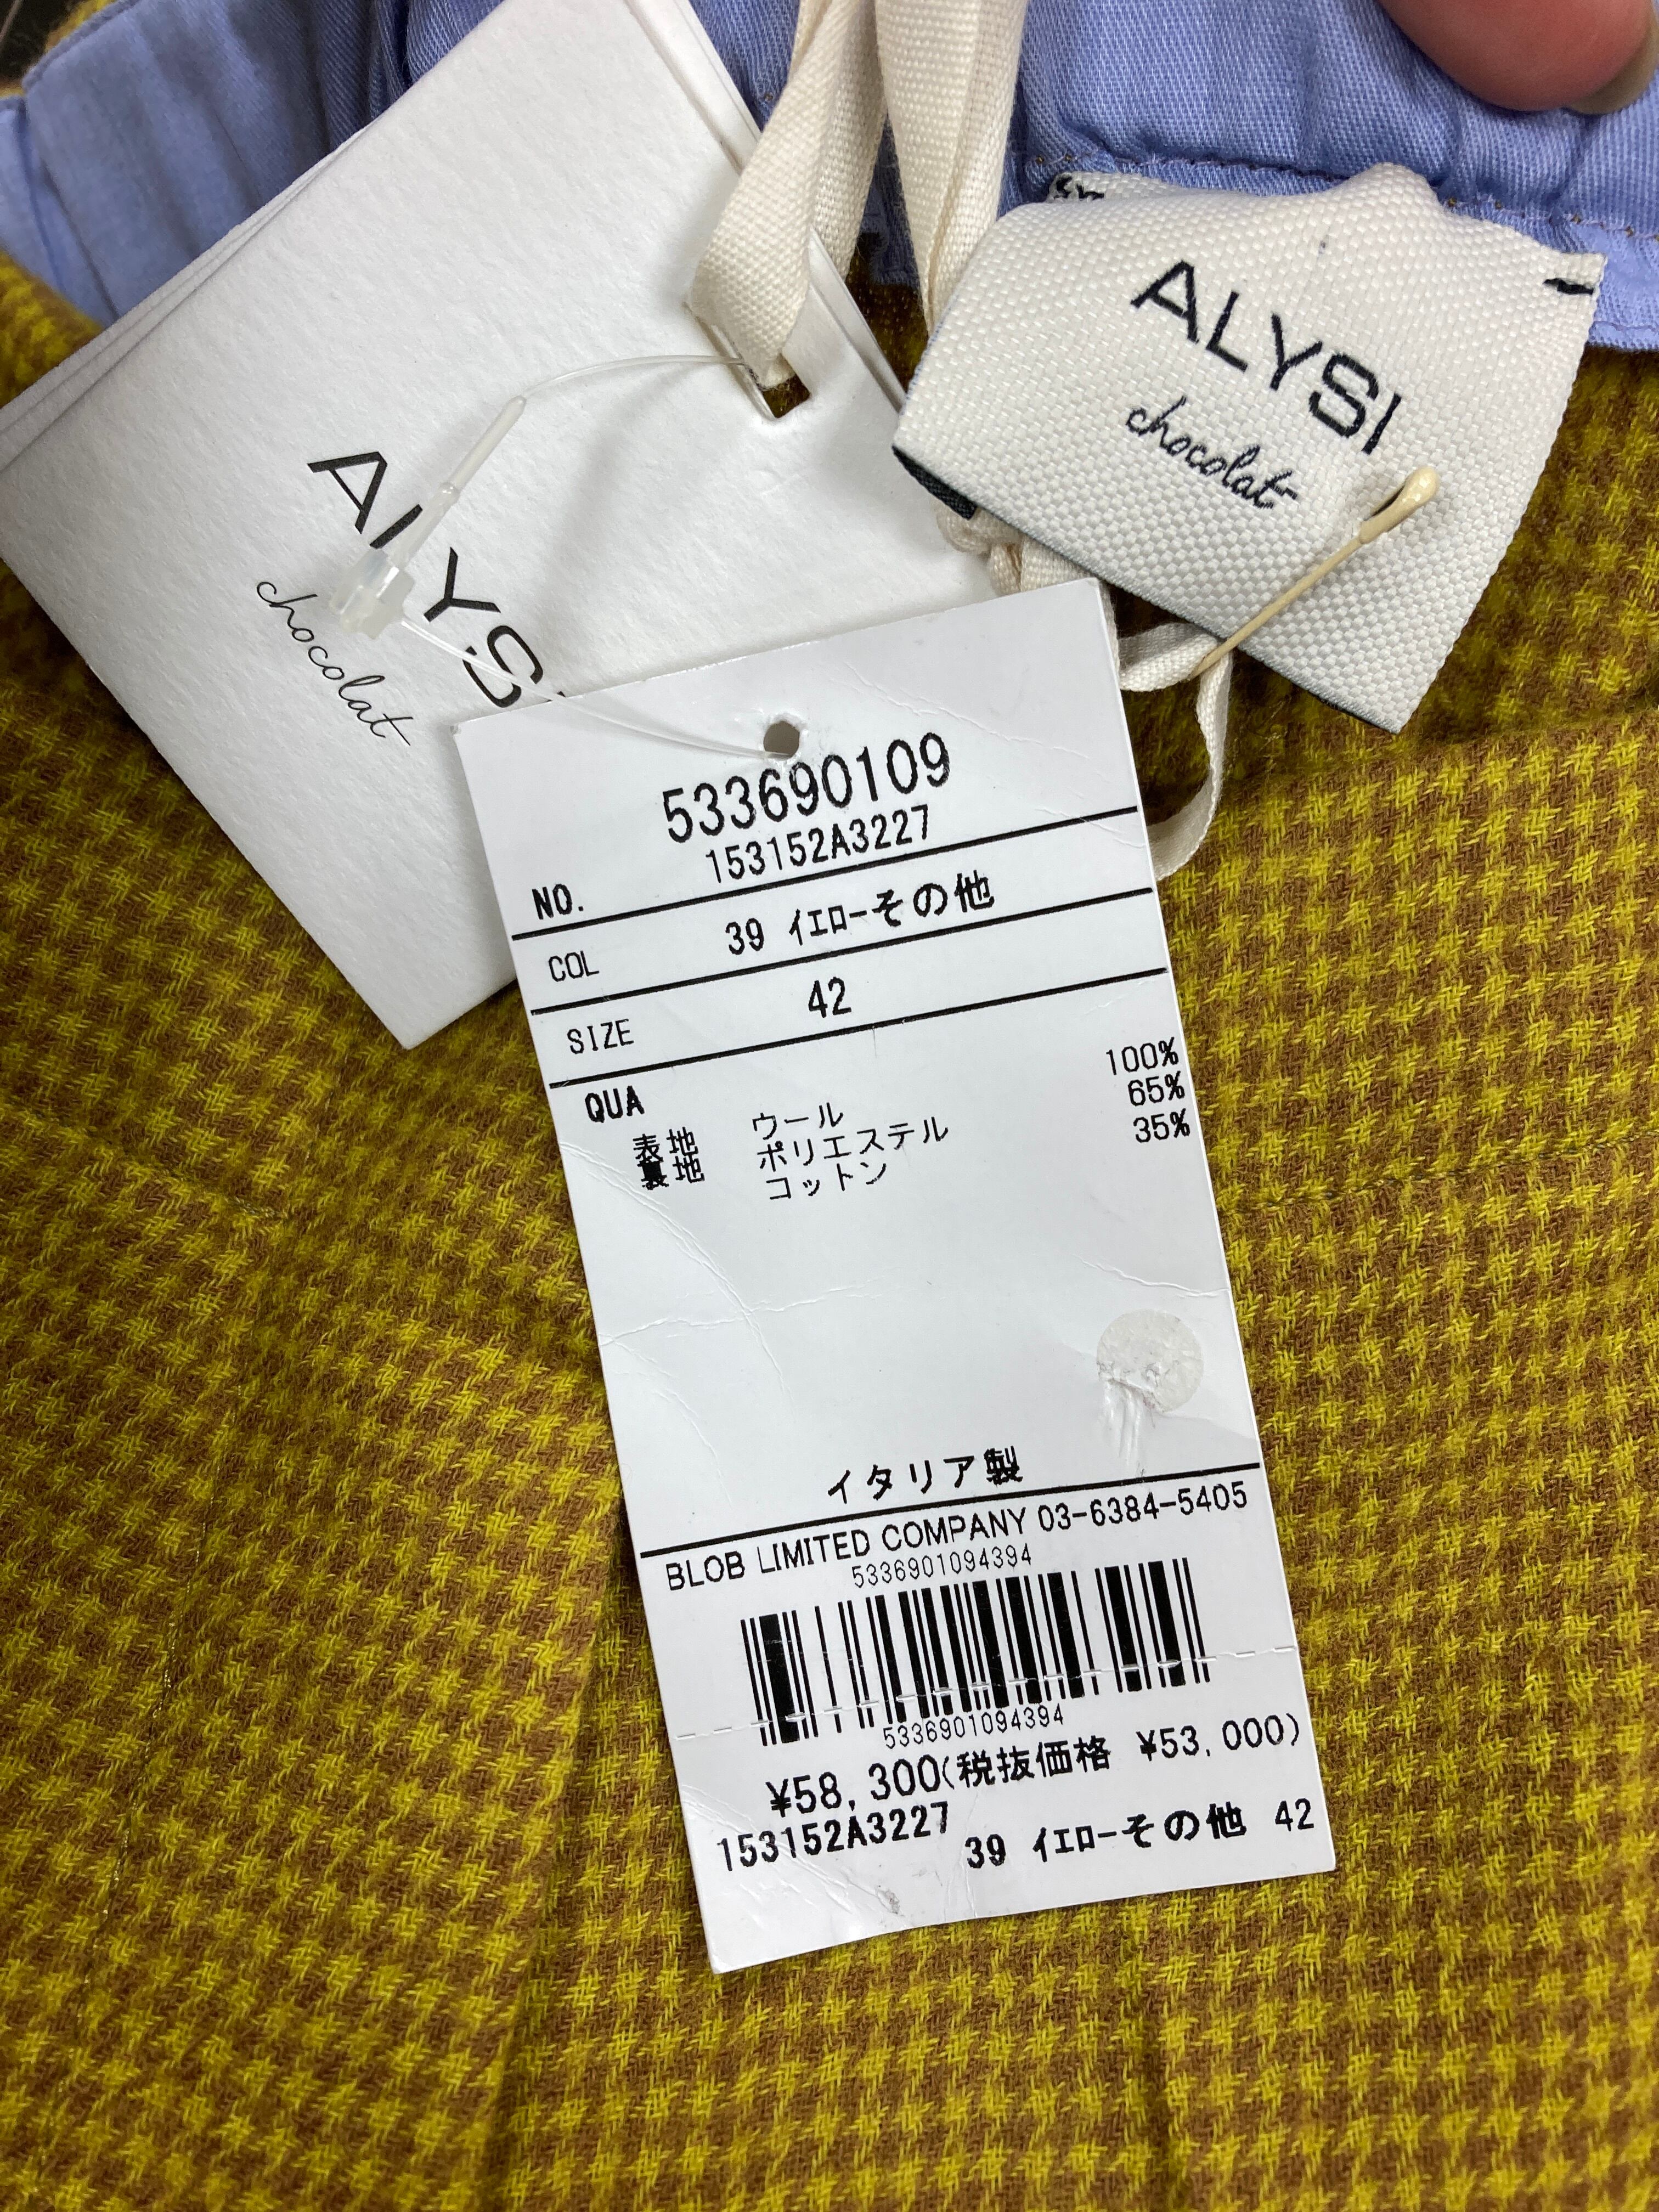 ALYSI
chocolat
ALYS
chocolat
533690109
NO. 153152A3227
COL 39 イエローその他
SIZE 42
QUA
表地 ウール 100%
裏地 ポリエステル 65%
コットン 35%
イタリア製
BLOB LIMITED COMPANY 03-6384-5405
5336901094394
5336901094394
¥58,300(税抜価格 ¥53,000)
153152A3227 39 イエローその他 42